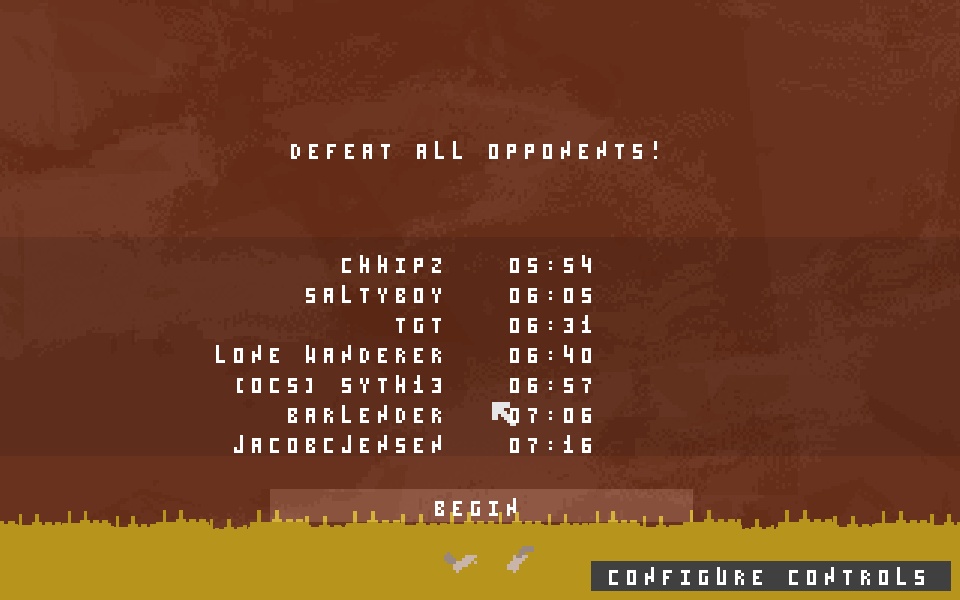 DEFEAT ALL OPPONENTS!
CHHIPZ 05:54
SALTYBOY 06:05
TGT 06:31
LONE WANDERER 06:40
[OCS] SYTH13 06:57
BARLENDER 07:06
JACOBCJENSEN 07:16
BEGIN
CONFIGURE CONTROLS